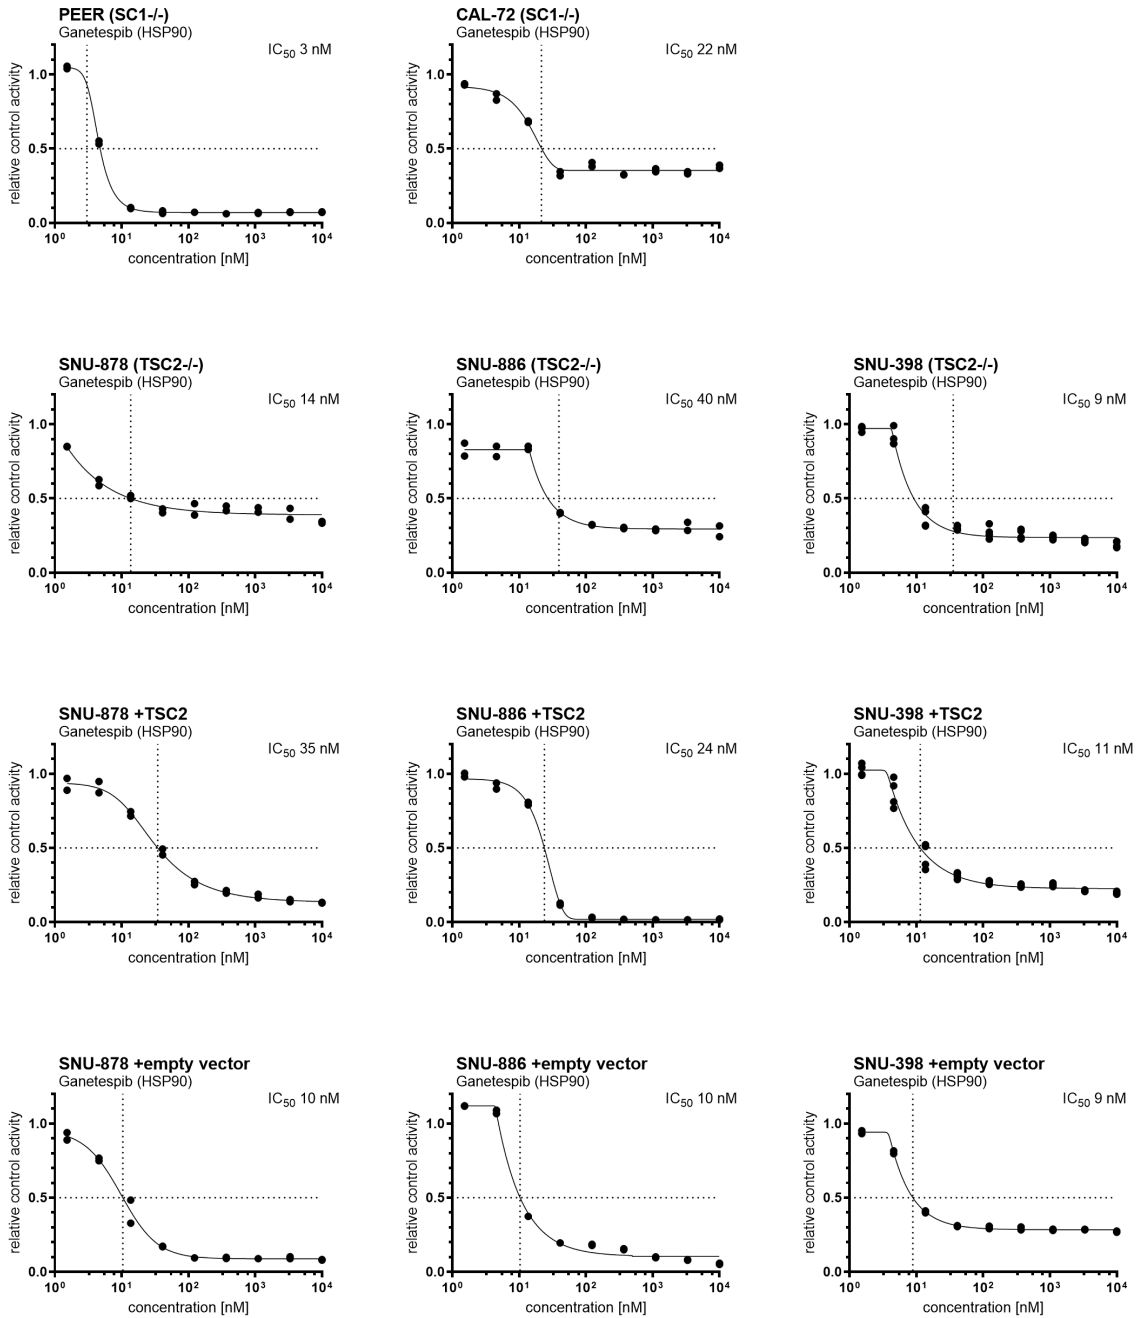 PEER (SC1-/-)
Ganetespib (HSP90)
IC50 3 nM
relative control activity
1.0
0.5
0.0
10^0 10^1 10^2 10^3 10^4
concentration [nM]
CAL-72 (SC1-/-)
Ganetespib (HSP90)
IC50 22 nM
relative control activity
1.0
0.5
0.0
10^0 10^1 10^2 10^3 10^4
concentration [nM]
SNU-878 (TSC2-/-)
Ganetespib (HSP90)
IC50 14 nM
relative control activity
1.0
0.5
0.0
10^0 10^1 10^2 10^3 10^4
concentration [nM]
SNU-886 (TSC2-/-)
Ganetespib (HSP90)
IC50 40 nM
relative control activity
1.0
0.5
0.0
10^0 10^1 10^2 10^3 10^4
concentration [nM]
SNU-398 (TSC2-/-)
Ganetespib (HSP90)
IC50 9 nM
relative control activity
1.0
0.5
0.0
10^0 10^1 10^2 10^3 10^4
concentration [nM]
SNU-878 +TSC2
Ganetespib (HSP90)
IC50 35 nM
relative control activity
1.0
0.5
0.0
10^0 10^1 10^2 10^3 10^4
concentration [nM]
SNU-886 +TSC2
Ganetespib (HSP90)
IC50 24 nM
relative control activity
1.0
0.5
0.0
10^0 10^1 10^2 10^3 10^4
concentration [nM]
SNU-398 +TSC2
Ganetespib (HSP90)
IC50 11 nM
relative control activity
1.0
0.5
0.0
10^0 10^1 10^2 10^3 10^4
concentration [nM]
SNU-878 +empty vector
Ganetespib (HSP90)
IC50 10 nM
relative control activity
1.0
0.5
0.0
10^0 10^1 10^2 10^3 10^4
concentration [nM]
SNU-886 +empty vector
Ganetespib (HSP90)
IC50 10 nM
relative control activity
1.0
0.5
0.0
10^0 10^1 10^2 10^3 10^4
concentration [nM]
SNU-398 +empty vector
Ganetespib (HSP90)
IC50 9 nM
relative control activity
1.0
0.5
0.0
10^0 10^1 10^2 10^3 10^4
concentration [nM]